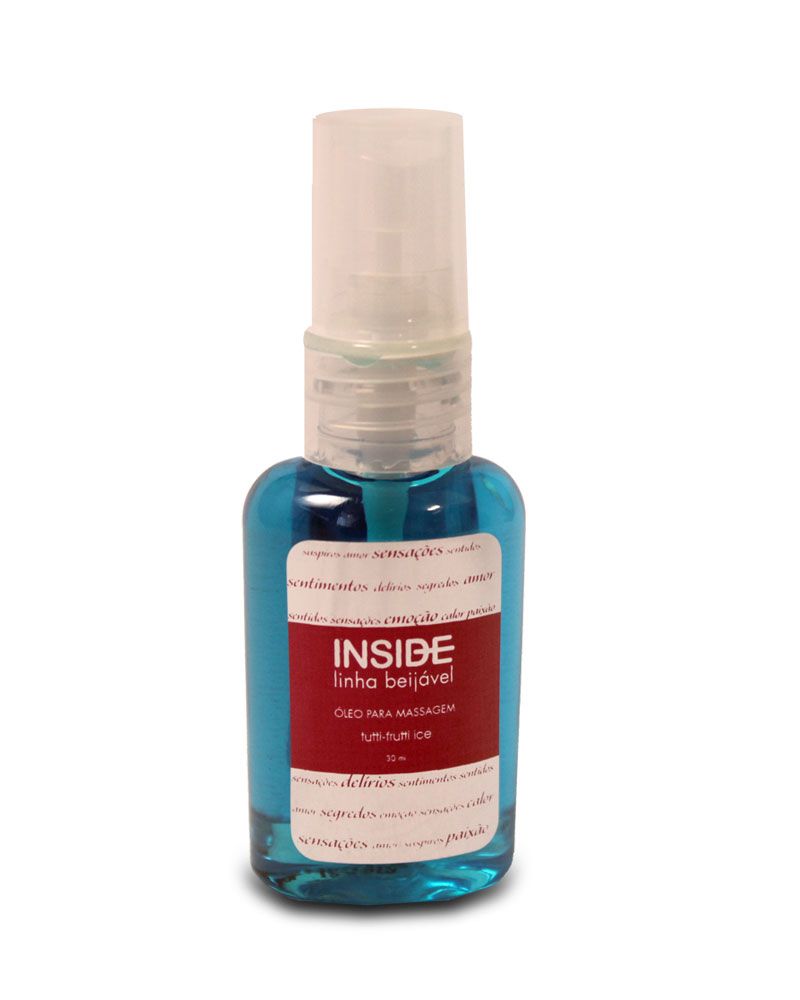 suspiros amor sensações sentidos
sentimentos delírios segredos amor
sentidos sensações emoção calor paixão
INSIDE
linha beijável
ÓLEO PARA MASSAGEM
tutti-frutti ice
30 ml
sensações delírios sentimentos sentidos
amor segredos emoção sensações calor
sensações amor suspiros paixão